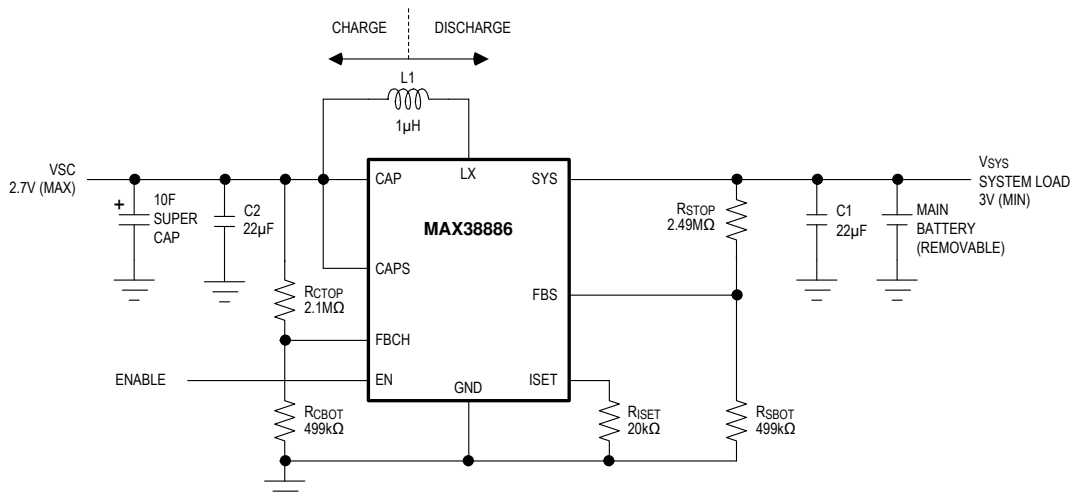 CHARGE
DISCHARGE
L1
1µH
VSC
2.7V (MAX)
CAP
LX
SYS
VSYS
SYSTEM LOAD
3V (MIN)
+
10F
SUPER
CAP
C2
22µF
MAX38886
RSTOP
2.49MΩ
C1
22µF
MAIN
BATTERY
(REMOVABLE)
CAPS
RCTOP
2.1MΩ
FBS
FBCH
ENABLE
EN
GND
ISET
RCBOT
499kΩ
RISET
20kΩ
RSBOT
499kΩ